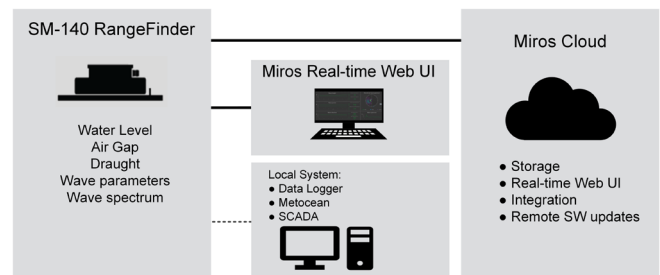 SM-140 RangeFinder
Water Level
Air Gap
Draught
Wave parameters
Wave spectrum
Miros Real-time Web UI
Local System:
● Data Logger
● Metocean
● SCADA
Miros Cloud
● Storage
● Real-time Web UI
● Integration
● Remote SW updates